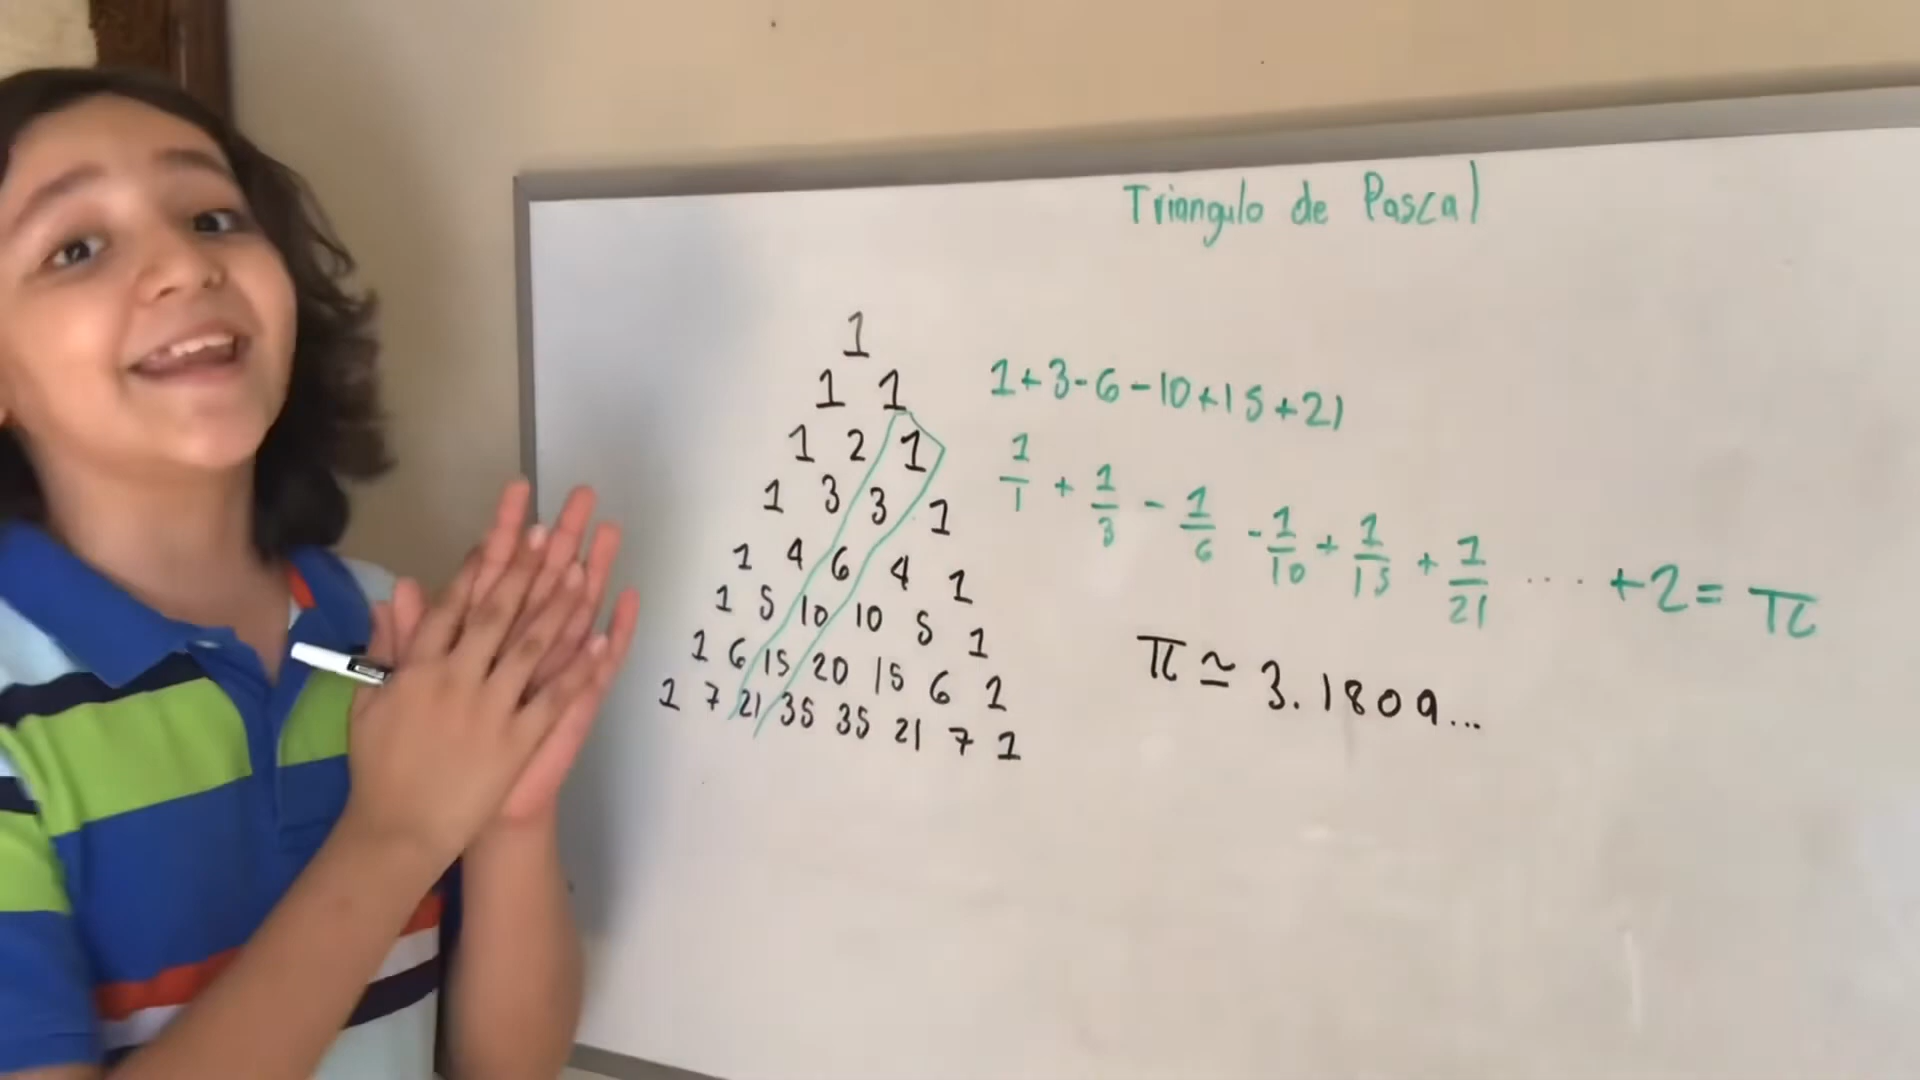 Triangulo de Pascal
1
1 1
1 2 1
1 3 3 1
1 4 6 4 1
1 5 10 10 5 1
1 6 15 20 15 6 1
1 7 21 35 35 21 7 1
1+3-6-10+15+21
1/1 + 1/3 - 1/6 - 1/10 + 1/15 + 1/21 .... +2= π
π ≃ 3.1809...